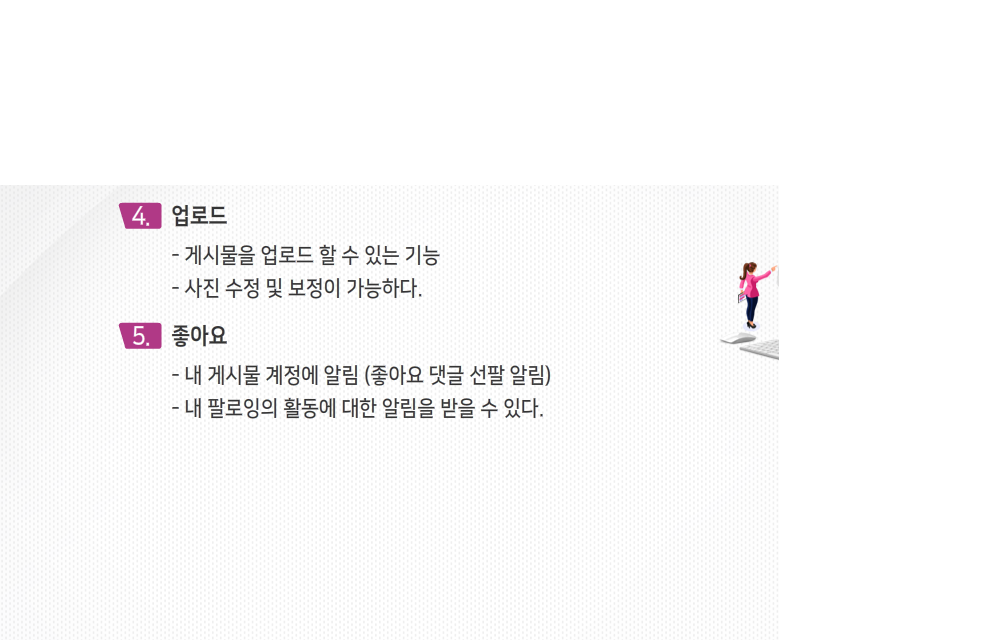 4. 업로드
- 게시물을 업로드 할 수 있는 기능
- 사진 수정 및 보정이 가능하다.
5. 좋아요
- 내 게시물 계정에 알림 (좋아요 댓글 선팔 알림)
- 내 팔로잉의 활동에 대한 알림을 받을 수 있다.